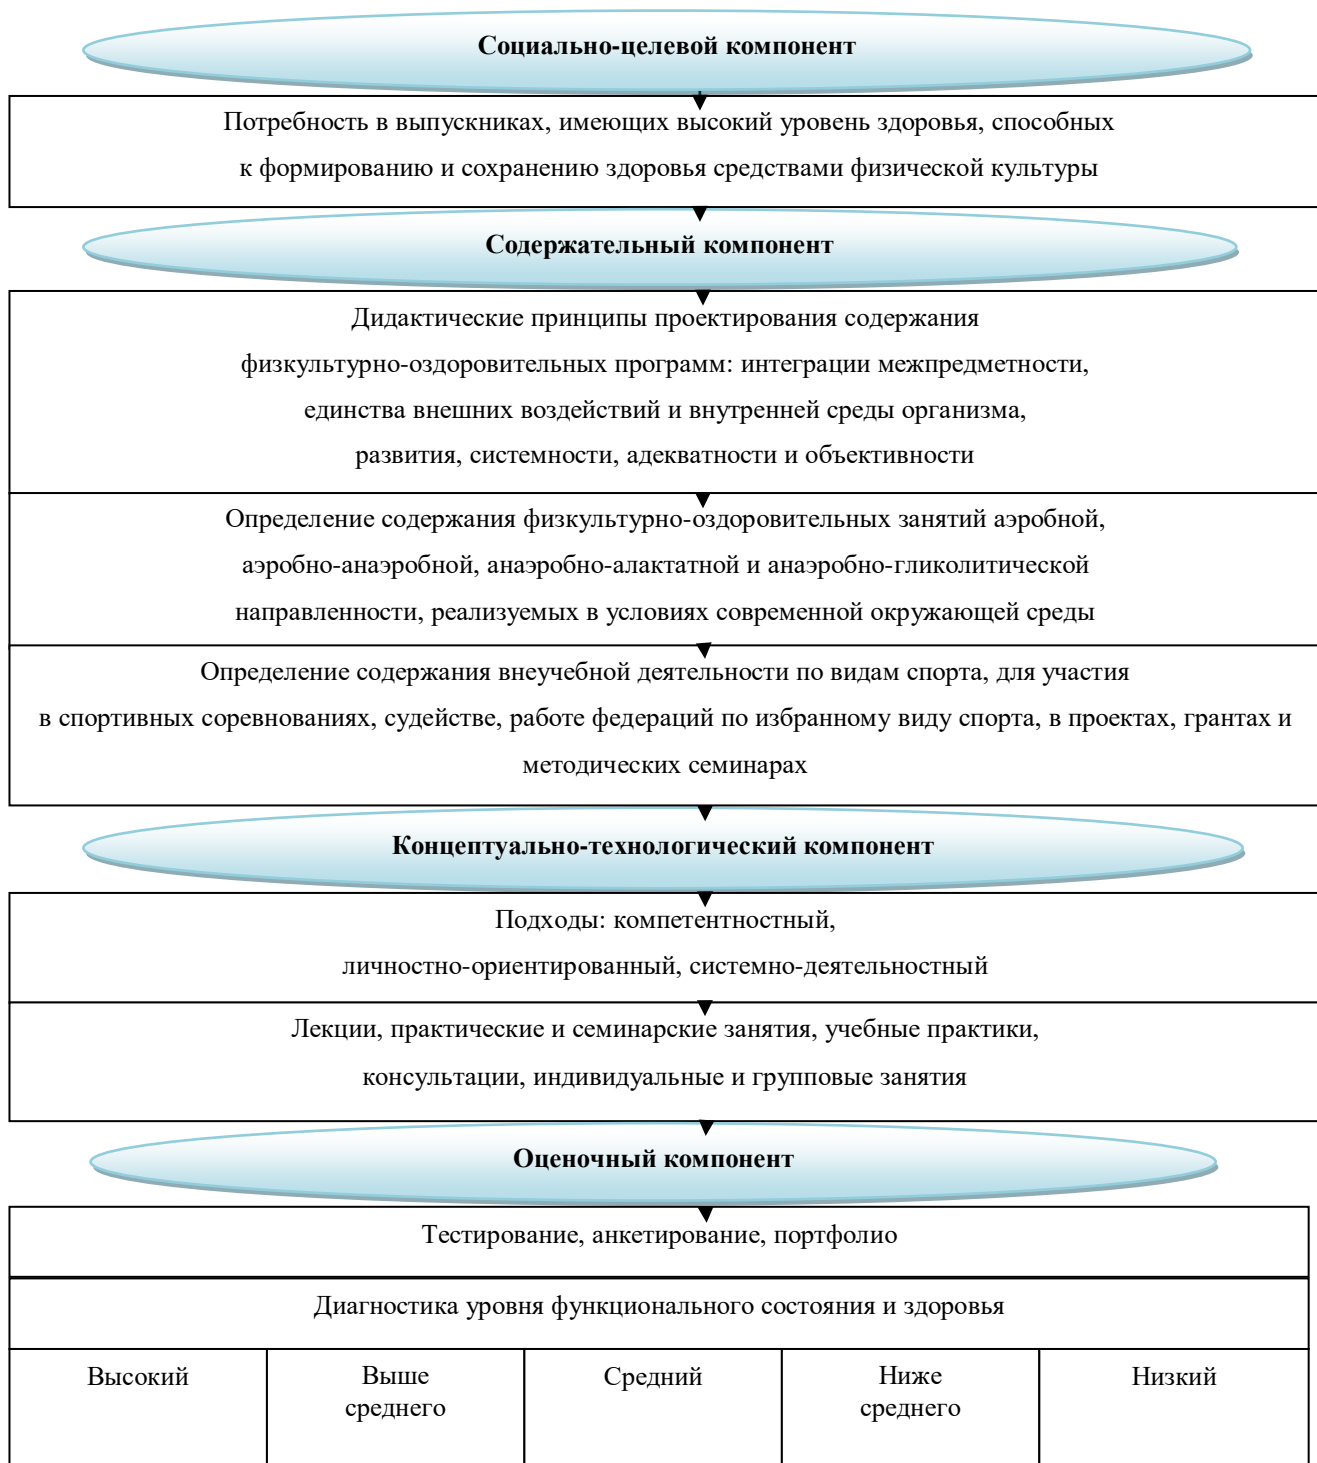 Социально-целевой компонент
Потребность в выпускниках, имеющих высокий уровень здоровья, способных
к формированию и сохранению здоровья средствами физической культуры
Содержательный компонент
Дидактические принципы проектирования содержания
физкультурно-оздоровительных программ: интеграции межпредметности,
единства внешних воздействий и внутренней среды организма,
развития, системности, адекватности и объективности
Определение содержания физкультурно-оздоровительных занятий аэробной,
аэробно-анаэробной, анаэробно-алактатной и анаэробно-гликолитической
направленности, реализуемых в условиях современной окружающей среды
Определение содержания внеучебной деятельности по видам спорта, для участия
в спортивных соревнованиях, судействе, работе федераций по избранному виду спорта, в проектах, грантах и
методических семинарах
Концептуально-технологический компонент
Подходы: компетентностный,
личностно-ориентированный, системно-деятельностный
Лекции, практические и семинарские занятия, учебные практики,
консультации, индивидуальные и групповые занятия
Оценочный компонент
Тестирование, анкетирование, портфолио
Диагностика уровня функционального состояния и здоровья
Высокий
Выше
среднего
Средний
Ниже
среднего
Низкий